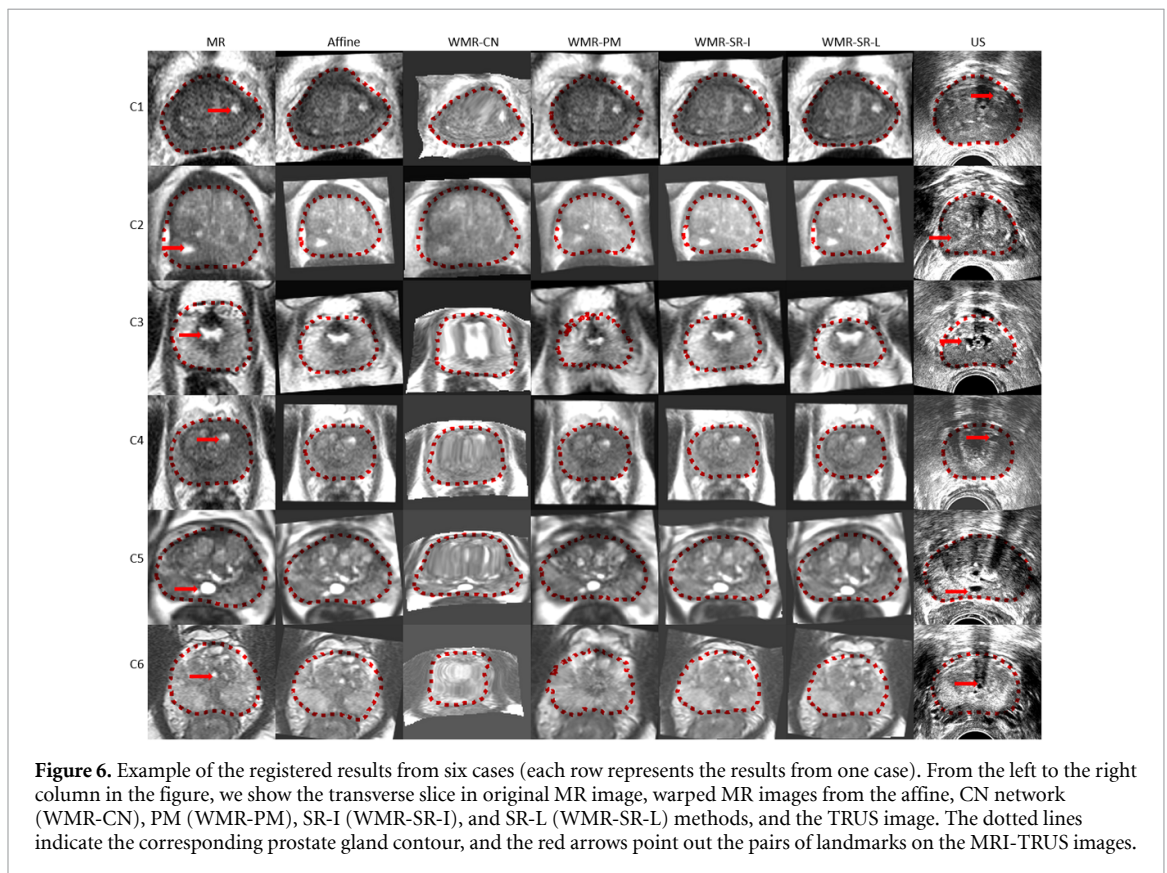 MR Affine WMR-CN WMR-PM WMR-SR-I WMR-SR-L US
C1
C2
C3
C4
C5
C6
Figure 6. Example of the registered results from six cases (each row represents the results from one case). From the left to the right
column in the figure, we show the transverse slice in original MR image, warped MR images from the affine, CN network
(WMR-CN), PM (WMR-PM), SR-I (WMR-SR-I), and SR-L (WMR-SR-L) methods, and the TRUS image. The dotted lines
indicate the corresponding prostate gland contour, and the red arrows point out the pairs of landmarks on the MRI-TRUS images.